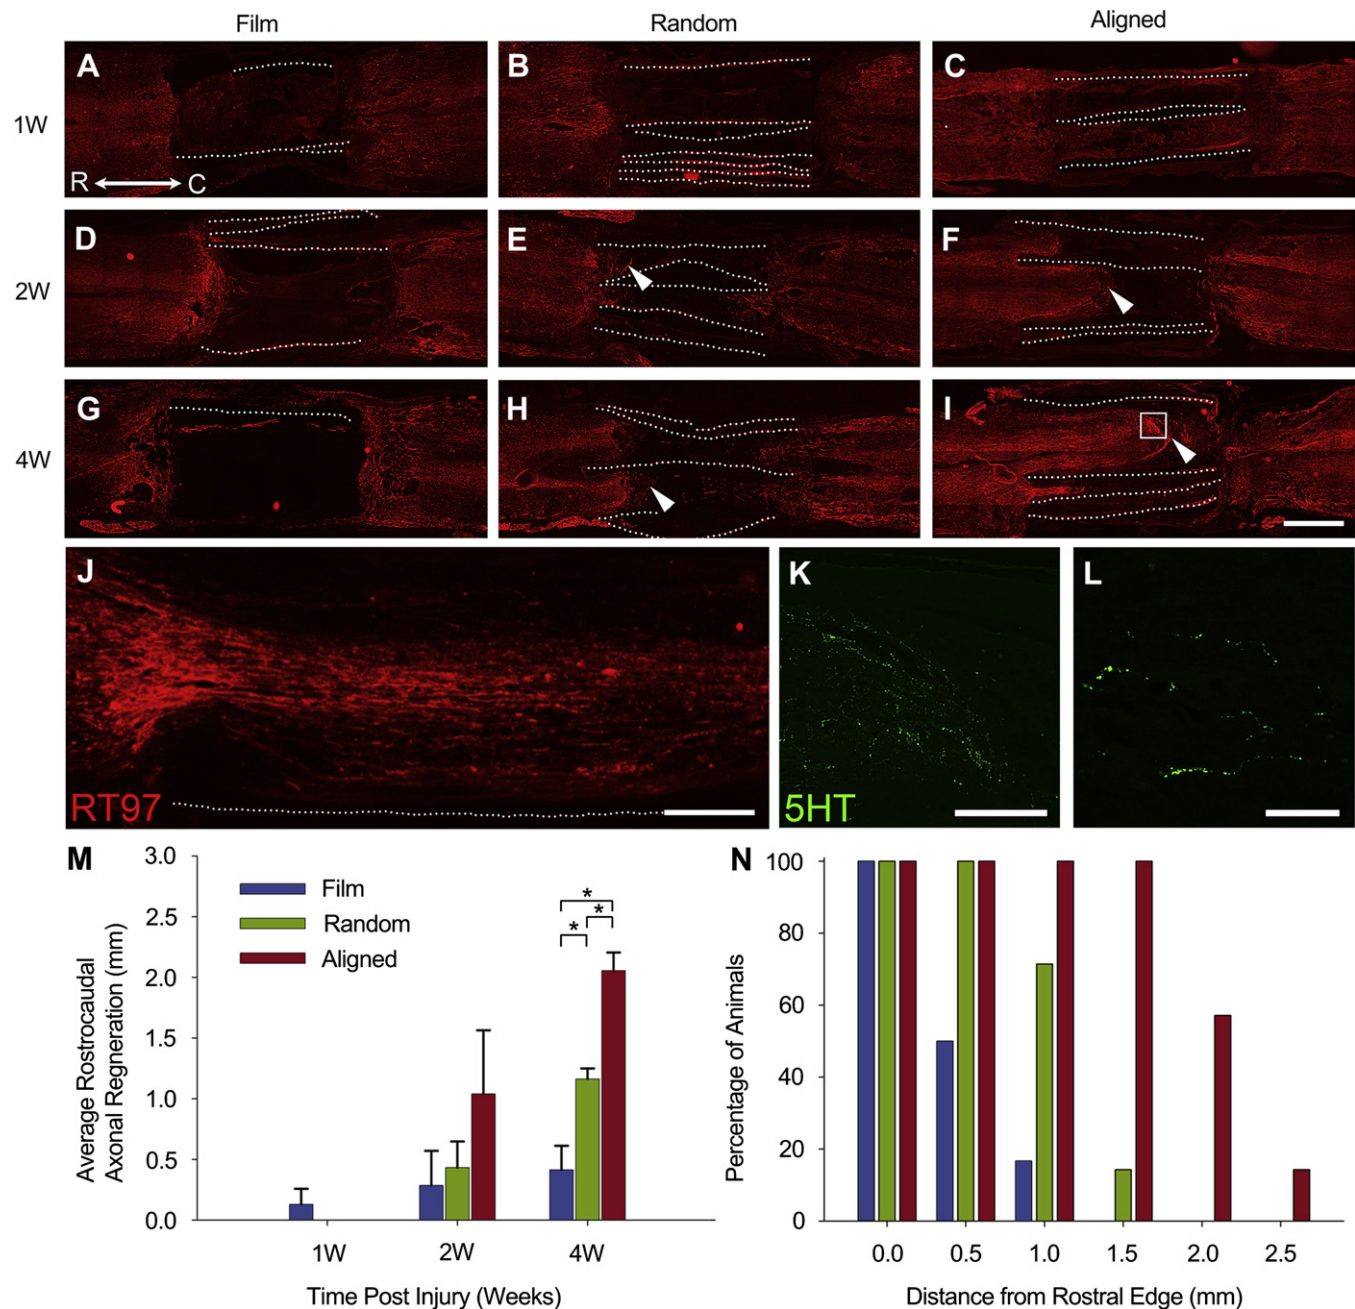 Film Random Aligned
1W
A B C
R C
2W
D E F
4W
G H I
J K L
RT97 5HT
M
3.0
2.5
2.0
1.5
1.0
0.5
0.0
Average Rostrocaudal
Axonal Regneration (mm)
Film
Random
Aligned
*
* *
1W 2W 4W
Time Post Injury (Weeks)
N
100
80
60
40
20
0
Percentage of Animals
0.0 0.5 1.0 1.5 2.0 2.5
Distance from Rostral Edge (mm)